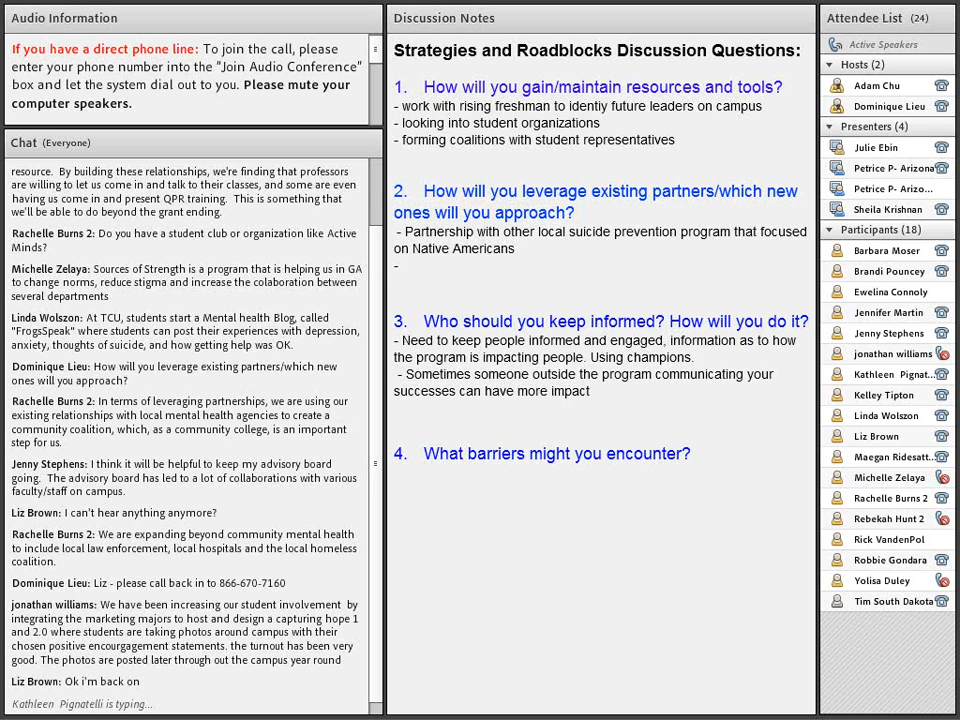 Audio Information
If you have a direct phone line: To join the call, please
enter your phone number into the "Join Audio Conference"
box and let the system dial out to you. Please mute your
computer speakers.
Chat (Everyone)
resource. By building these relationships, we're finding that professors
are willing to let us come in and talk to their classes, and some are even
having us come in and present QPR training. This is something that
we'll be able to do beyond the grant ending.
Rachelle Burns 2: Do you have a student club or organization like Active
Minds?
Michelle Zelaya: Sources of Strength is a program that is helping us in GA
to change norms, reduce stigma and increase the colaboration between
several departments
Linda Wolszon: At TCU, students start a Mental health Blog, called
"FrogsSpeak" where students can post their experiences with depression,
anxiety, thoughts of suicide, and how getting help was OK.
Dominique Lieu: How will you leverage existing partners/which new
ones will you approach?
Rachelle Burns 2: In terms of leveraging partnerships, we are using our
existing relationships with local mental health agencies to create a
community coalition, which, as a community college, is an important
step for us.
Jenny Stephens: I think it will be helpful to keep my advisory board
going. The advisory board has led to a lot of collaborations with various
faculty/staff on campus.
Liz Brown: I can't hear anything anymore?
Rachelle Burns 2: We are expanding beyond community mental health
to include local law enforcement, local hospitals and the local homeless
coalition.
Dominique Lieu: Liz - please call back in to 866-670-7160
jonathan williams: We have been increasing our student involvement by
integrating the marketing majors to host and design a capturing hope 1
and 2.0 where students are taking photos around campus with their
chosen positive encourgagement statements. the turnout has been very
good. The photos are posted later through out the campus year round
Liz Brown: Ok i'm back on
Kathleen Pignatelli is typing...
Discussion Notes
Strategies and Roadblocks Discussion Questions:
1. How will you gain/maintain resources and tools?
- work with rising freshman to identiy future leaders on campus
- looking into student organizations
- forming coalitions with student representatives
2. How will you leverage existing partners/which new
ones will you approach?
- Partnership with other local suicide prevention program that focused
on Native Americans
-
3. Who should you keep informed? How will you do it?
- Need to keep people informed and engaged, information as to how
the program is impacting people. Using champions.
- Sometimes someone outside the program communicating your
successes can have more impact
4. What barriers might you encounter?
Attendee List (24)
Active Speakers
Hosts (2)
Adam Chu
Dominique Lieu
Presenters (4)
Julie Ebin
Petrice P- Arizona
Petrice P- Arizo...
Sheila Krishnan
Participants (18)
Barbara Moser
Brandi Pouncey
Ewelina Connoly
Jennifer Martin
Jenny Stephens
jonathan williams
Kathleen Pignat...
Kelley Tipton
Linda Wolszon
Liz Brown
Maegan Ridesatt...
Michelle Zelaya
Rachelle Burns 2
Rebekah Hunt 2
Rick VandenPol
Robbie Gondara
Yolisa Duley
Tim South Dakota